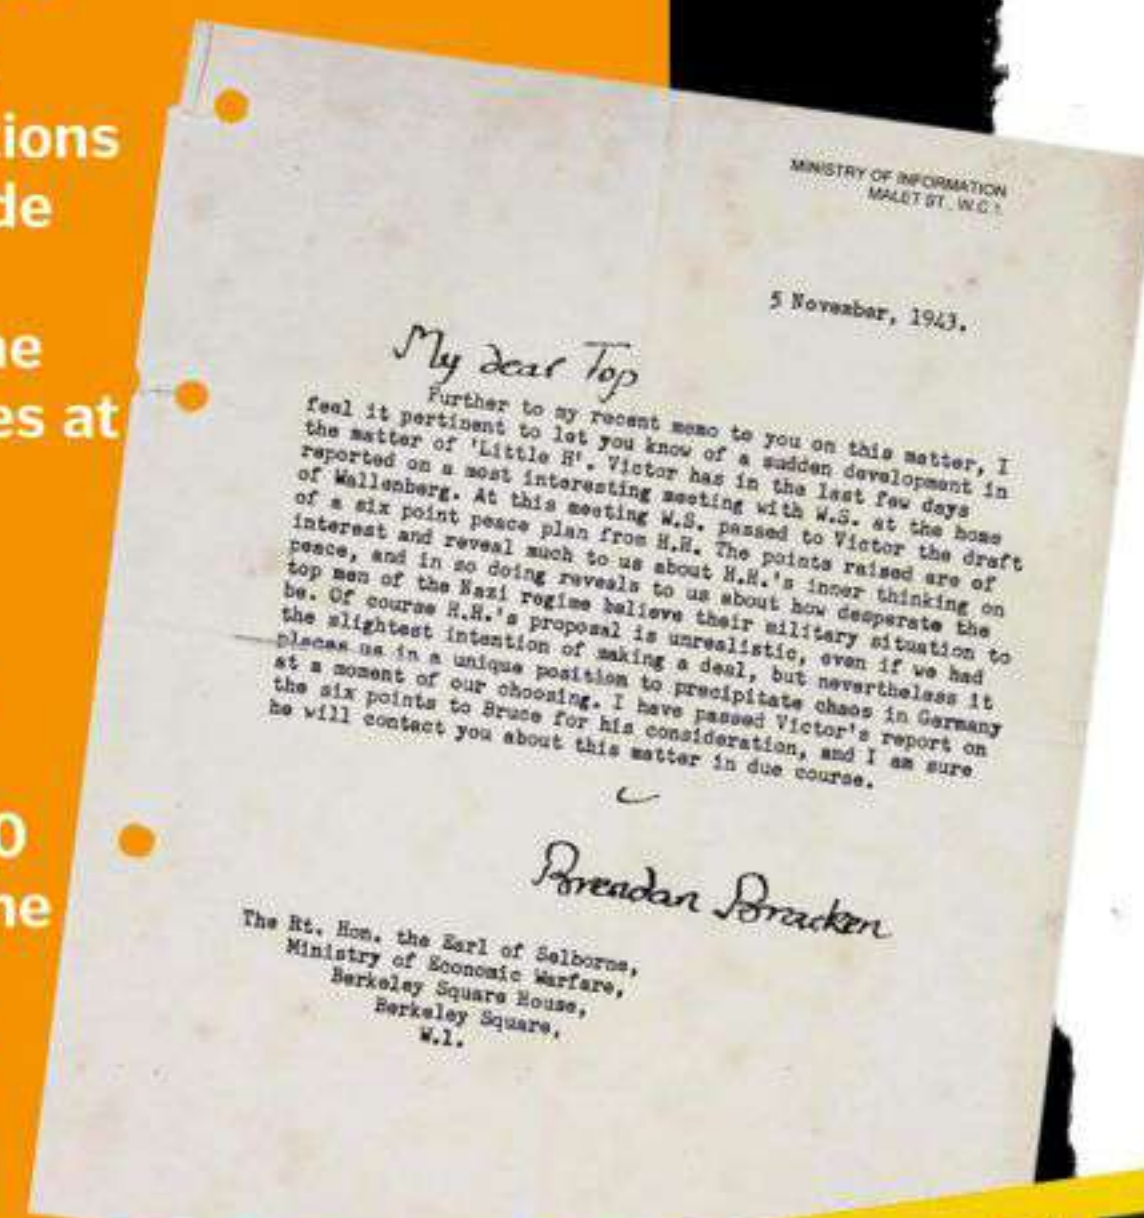 tions
de
ne
es at
0
ne
MINISTRY OF INFORMATION
MALET ST., W.C.1.
5 November, 1943.
My dear Top
Further to my recent memo to you on this matter, I
feel it pertinent to let you know of a sudden development in
the matter of 'Little H'. Victor has in the last few days
reported on a most interesting meeting with W.S. at the home
of Wallenberg. At this meeting W.S. passed to Victor the draft
of a six point peace plan from H.H. The points raised are of
interest and reveal much to us about H.H.'s inner thinking on
peace, and in so doing reveals to us about how desperate the
top men of the Nazi regime believe their military situation to
be. Of course H.H.'s proposal is unrealistic, even if we had
the slightest intention of making a deal, but nevertheless it
places us in a unique position to precipitate chaos in Germany
at a moment of our choosing. I have passed Victor's report on
the six points to Bruce for his consideration, and I am sure
he will contact you about this matter in due course.
Brendan Bracken
The Rt. Hon. the Earl of Selborne,
Ministry of Economic Warfare,
Berkeley Square House,
Berkeley Square,
W.1.